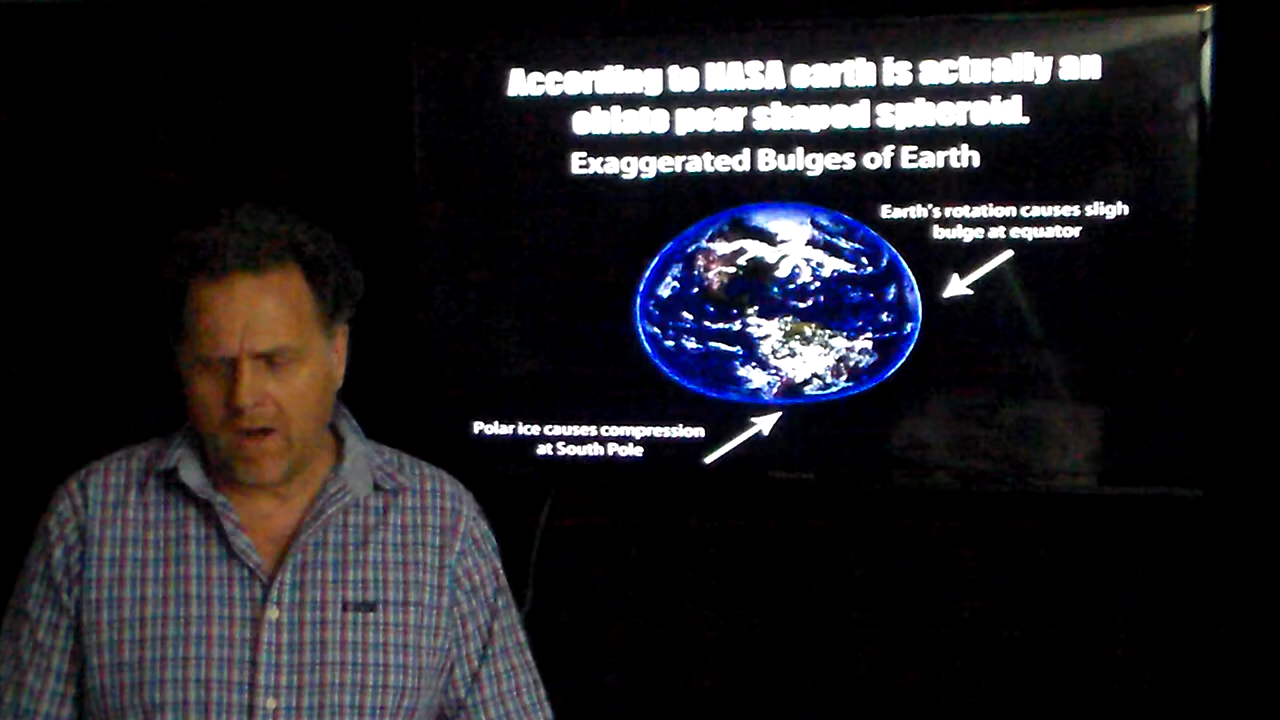 According to NASA earth is actually an
oblate pear shaped spheroid.
Exaggerated Bulges of Earth
Earth's rotation causes sligh
bulge at equator
Polar ice causes compression
at South Pole